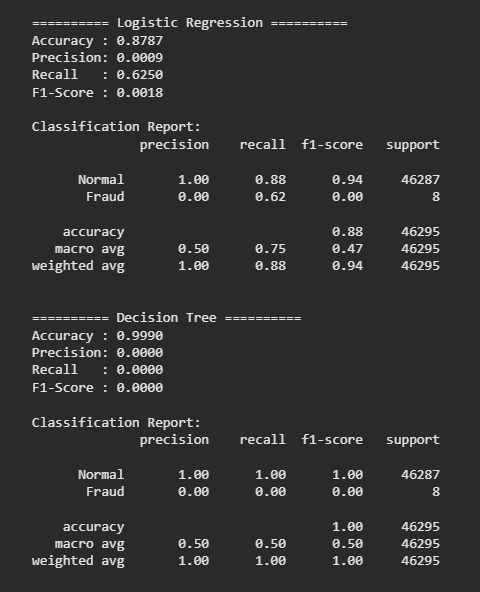 ========== Logistic Regression ==========
Accuracy : 0.8787
Precision: 0.0009
Recall   : 0.6250
F1-Score : 0.0018
Classification Report:
precision    recall  f1-score   support
Normal       1.00      0.88      0.94     46287
Fraud       0.00      0.62      0.00         8
accuracy                           0.88     46295
macro avg       0.50      0.75      0.47     46295
weighted avg       1.00      0.88      0.94     46295
========== Decision Tree ==========
Accuracy : 0.9990
Precision: 0.0000
Recall   : 0.0000
F1-Score : 0.0000
Classification Report:
precision    recall  f1-score   support
Normal       1.00      1.00      1.00     46287
Fraud       0.00      0.00      0.00         8
accuracy                           1.00     46295
macro avg       0.50      0.50      0.50     46295
weighted avg       1.00      1.00      1.00     46295